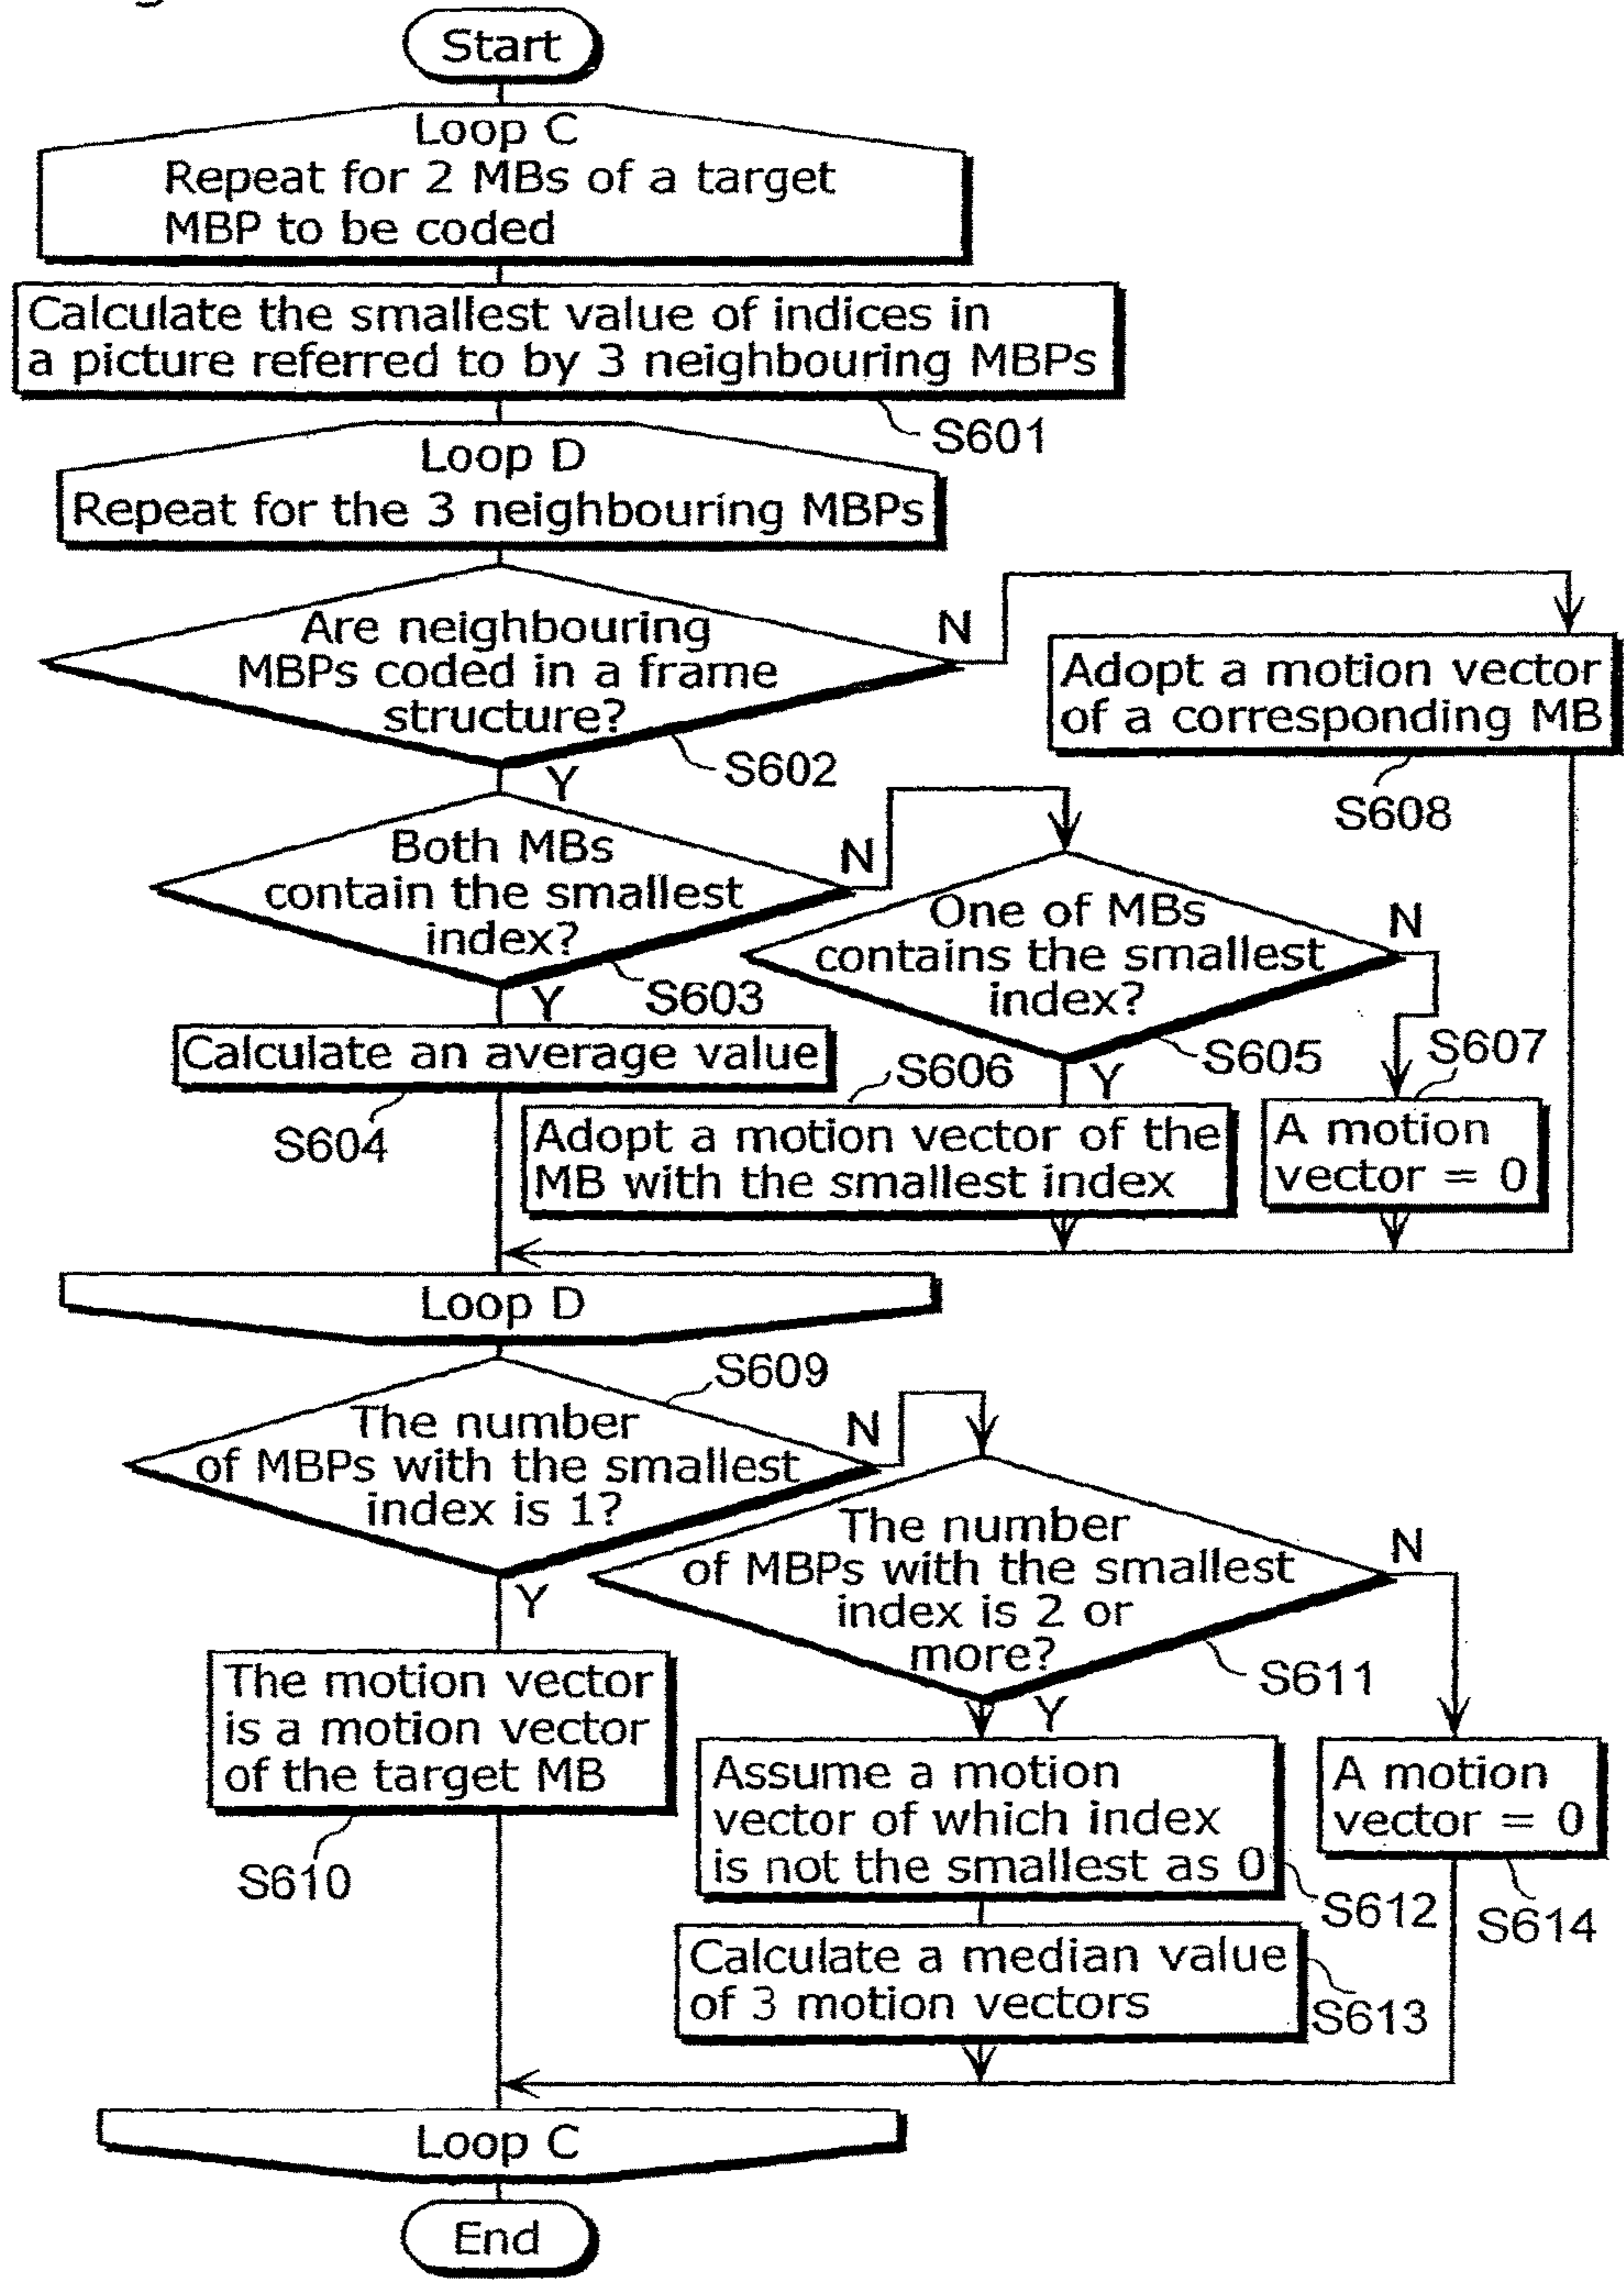 Start
Loop C
Repeat for 2 MBs of a target
MBP to be coded
Calculate the smallest value of indices in
a picture referred to by 3 neighbouring MBPs
S601
Loop D
Repeat for the 3 neighbouring MBPs
Are neighbouring
MBPs coded in a frame
structure?
N
S602
Y
Adopt a motion vector
of a corresponding MB
S608
Both MBs
contain the smallest
index?
N
S603
Y
One of MBs
contains the smallest
index?
N
S605
Y
Calculate an average value
S604
S606
Adopt a motion vector of the
MB with the smallest index
S607
A motion
vector = 0
Loop D
S609
The number
of MBPs with the smallest
index is 1?
N
Y
The number
of MBPs with the smallest
index is 2 or
more?
N
S611
Y
The motion vector
is a motion vector
of the target MB
S610
Assume a motion
vector of which index
is not the smallest as 0
S612
A motion
vector = 0
S614
Calculate a median value
of 3 motion vectors
S613
Loop C
End